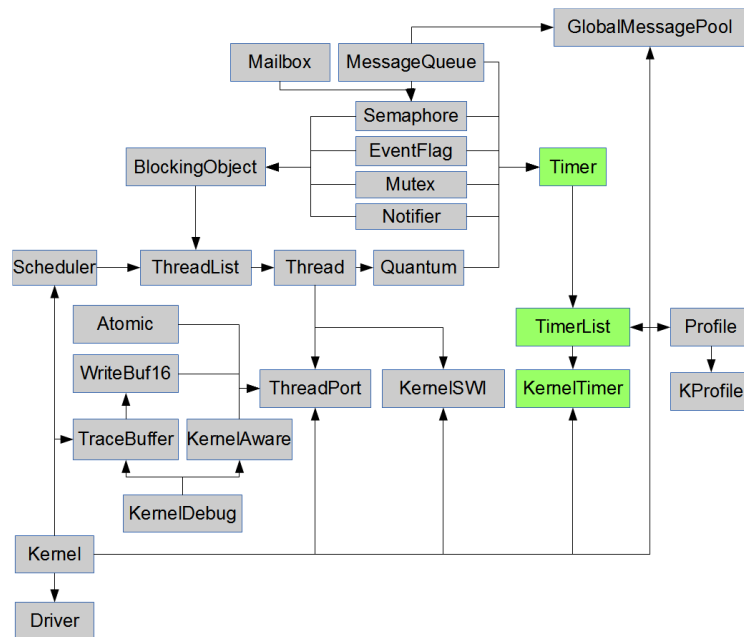 GlobalMessagePool
Mailbox
MessageQueue
Semaphore
EventFlag
BlockingObject
Timer
Mutex
Notifier
Scheduler
ThreadList
Thread
Quantum
Atomic
TimerList
Profile
WriteBuf16
ThreadPort
KernelSWI
KernelTimer
KProfile
TraceBuffer
KernelAware
KernelDebug
Kernel
Driver